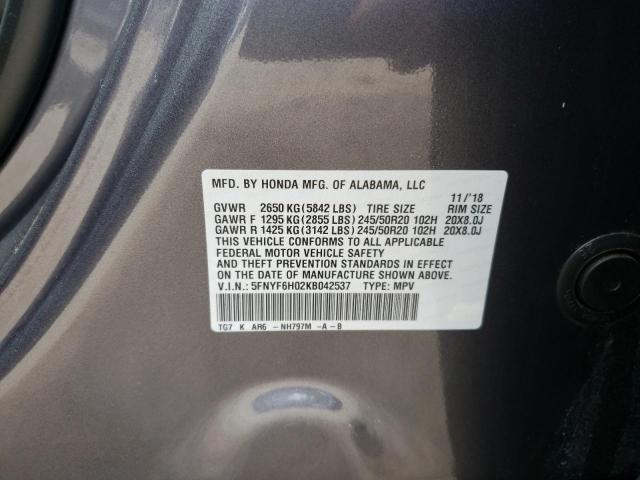 MFD. BY HONDA MFG. OF ALABAMA, LLC
11/'18
GVWR 2650 KG (5842 LBS) TIRE SIZE RIM SIZE
GAWR F 1295 KG (2855 LBS) 245/50R20 102H 20X8.0J
GAWR R 1425 KG (3142 LBS) 245/50R20 102H 20X8.0J
THIS VEHICLE CONFORMS TO ALL APPLICABLE
FEDERAL MOTOR VEHICLE SAFETY, BUMPER,
AND THEFT PREVENTION STANDARDS IN EFFECT
ON THE DATE OF MANUFACTURE SHOWN ABOVE.
V.I.N.: 5FNYF6H02KB042537 TYPE: MPV
TG7 K AR6 -NH797M -A-B